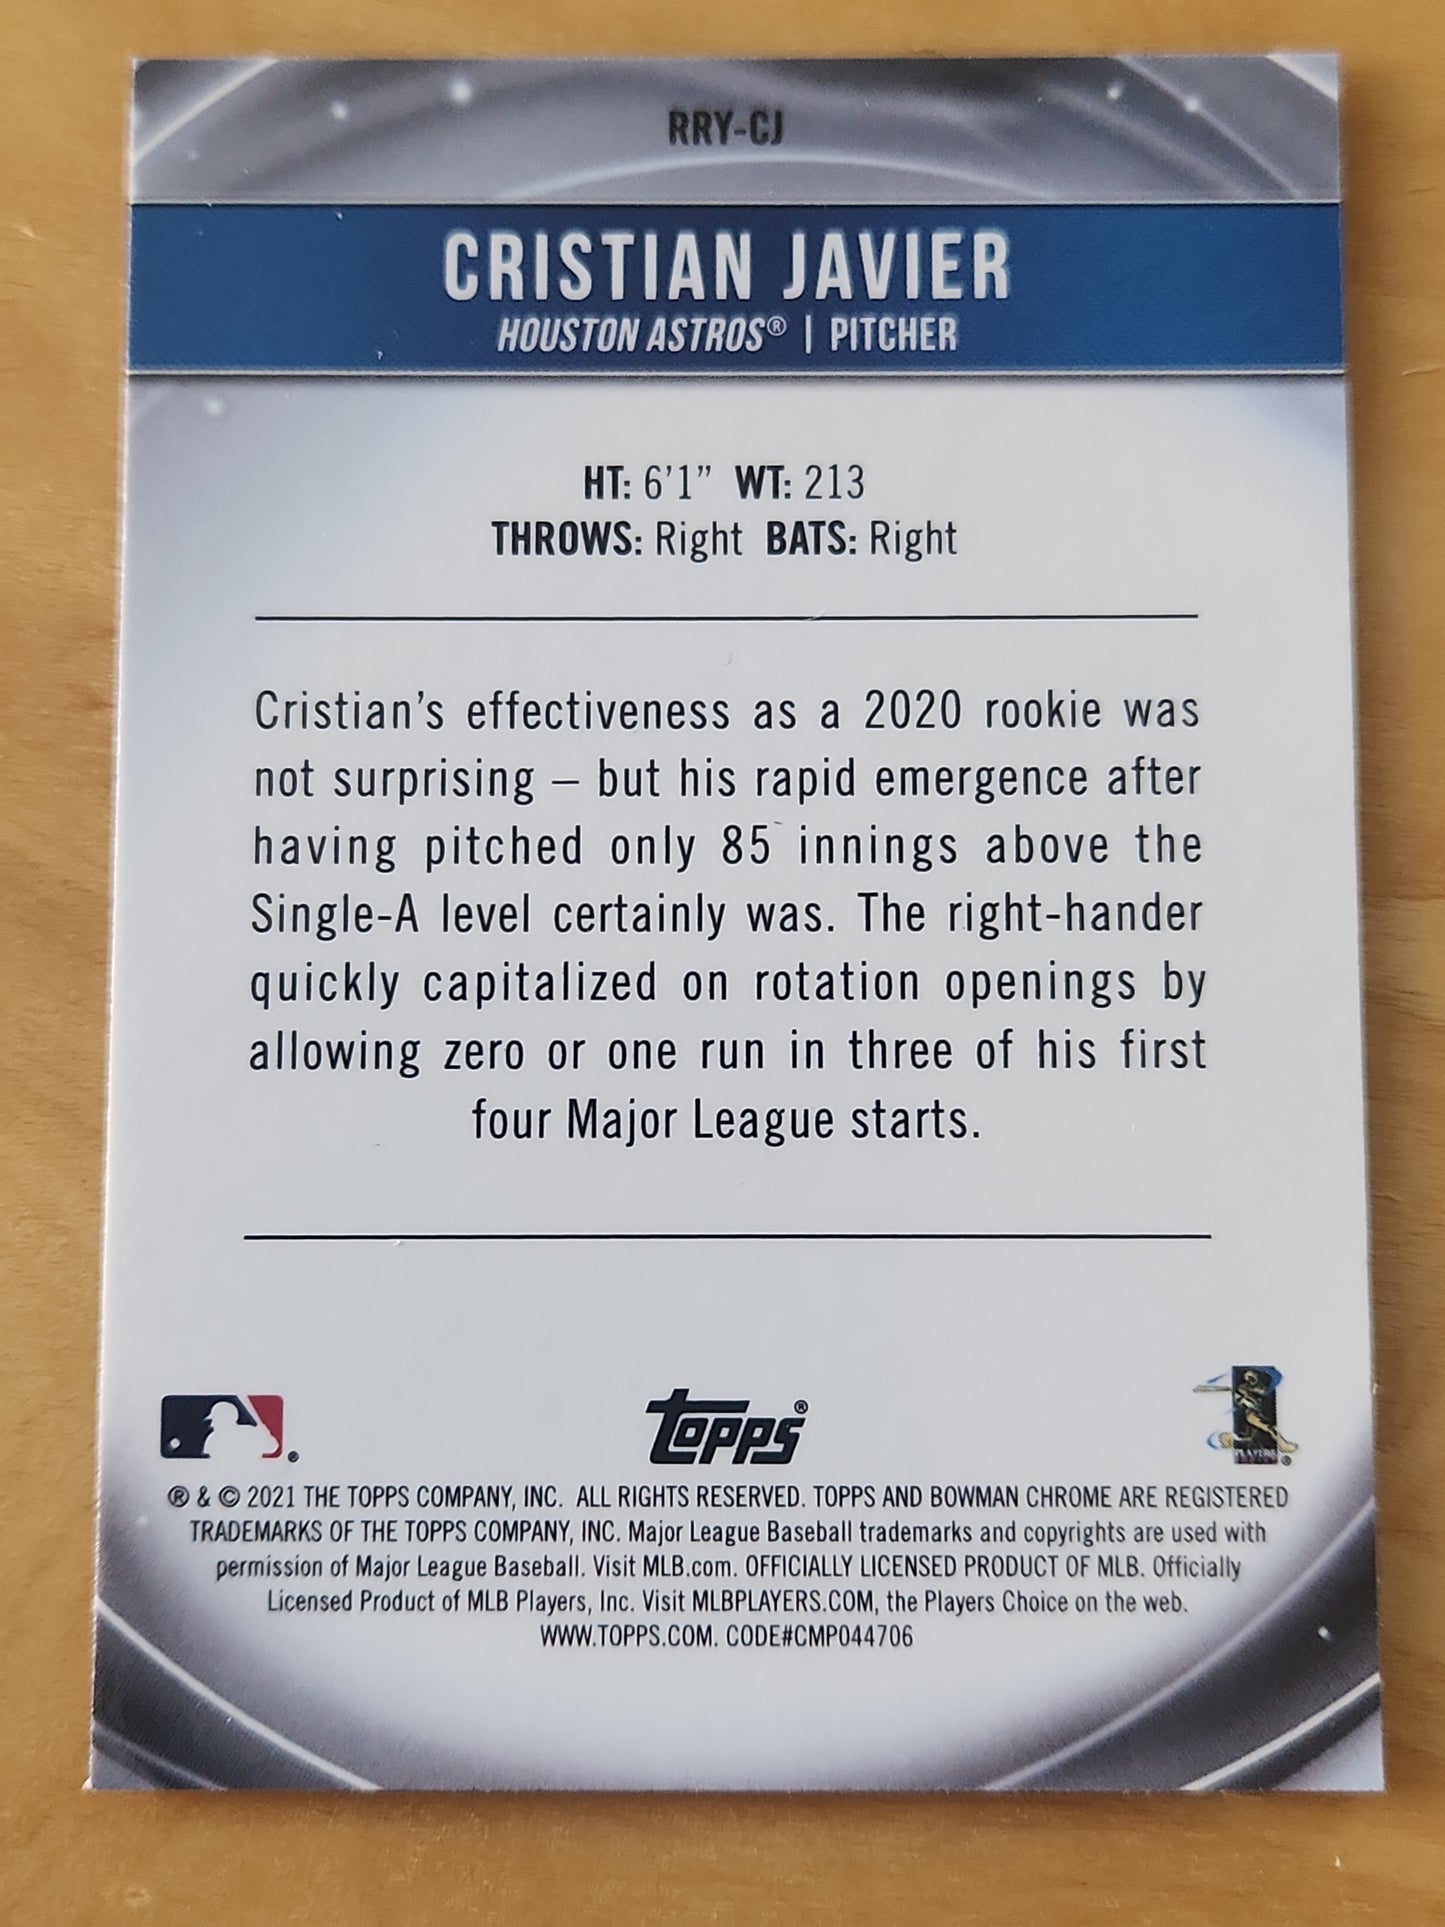 RRY-CJ
CRISTIAN JAVIER
HOUSTON ASTROS® | PITCHER
HT: 6'1” WT: 213
THROWS: Right BATS: Right
Cristian’s effectiveness as a 2020 rookie was
not surprising – but his rapid emergence after
having pitched only 85 innings above the
Single-A level certainly was. The right-hander
quickly capitalized on rotation openings by
allowing zero or one run in three of his first
four Major League starts.
topps®
PLAYERS
® & © 2021 THE TOPPS COMPANY, INC. ALL RIGHTS RESERVED. TOPPS AND BOWMAN CHROME ARE REGISTERED
TRADEMARKS OF THE TOPPS COMPANY, INC. Major League Baseball trademarks and copyrights are used with
permission of Major League Baseball. Visit MLB.com. OFFICIALLY LICENSED PRODUCT OF MLB. Officially
Licensed Product of MLB Players, Inc. Visit MLBPLAYERS.COM, the Players Choice on the web.
WWW.TOPPS.COM. CODE#CMP044706